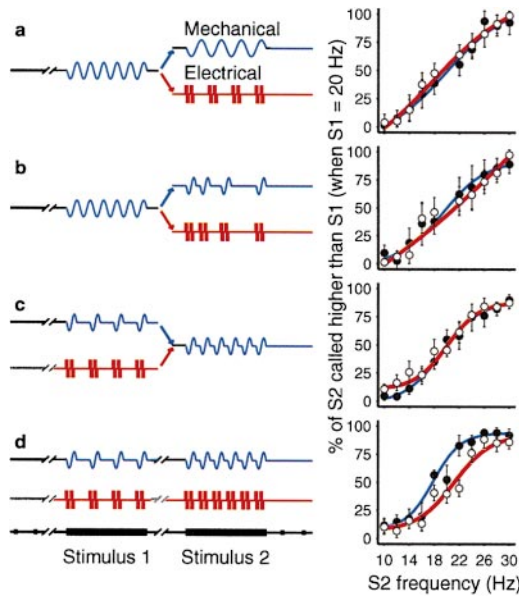 a
Mechanical
Electrical
b
c
d
Stimulus 1 Stimulus 2
% of S2 called higher than S1 (when S1 = 20 Hz)
100
75
50
25
0
100
75
50
25
0
100
75
50
25
0
100
75
50
25
0
10 14 18 22 26 30
S2 frequency (Hz)